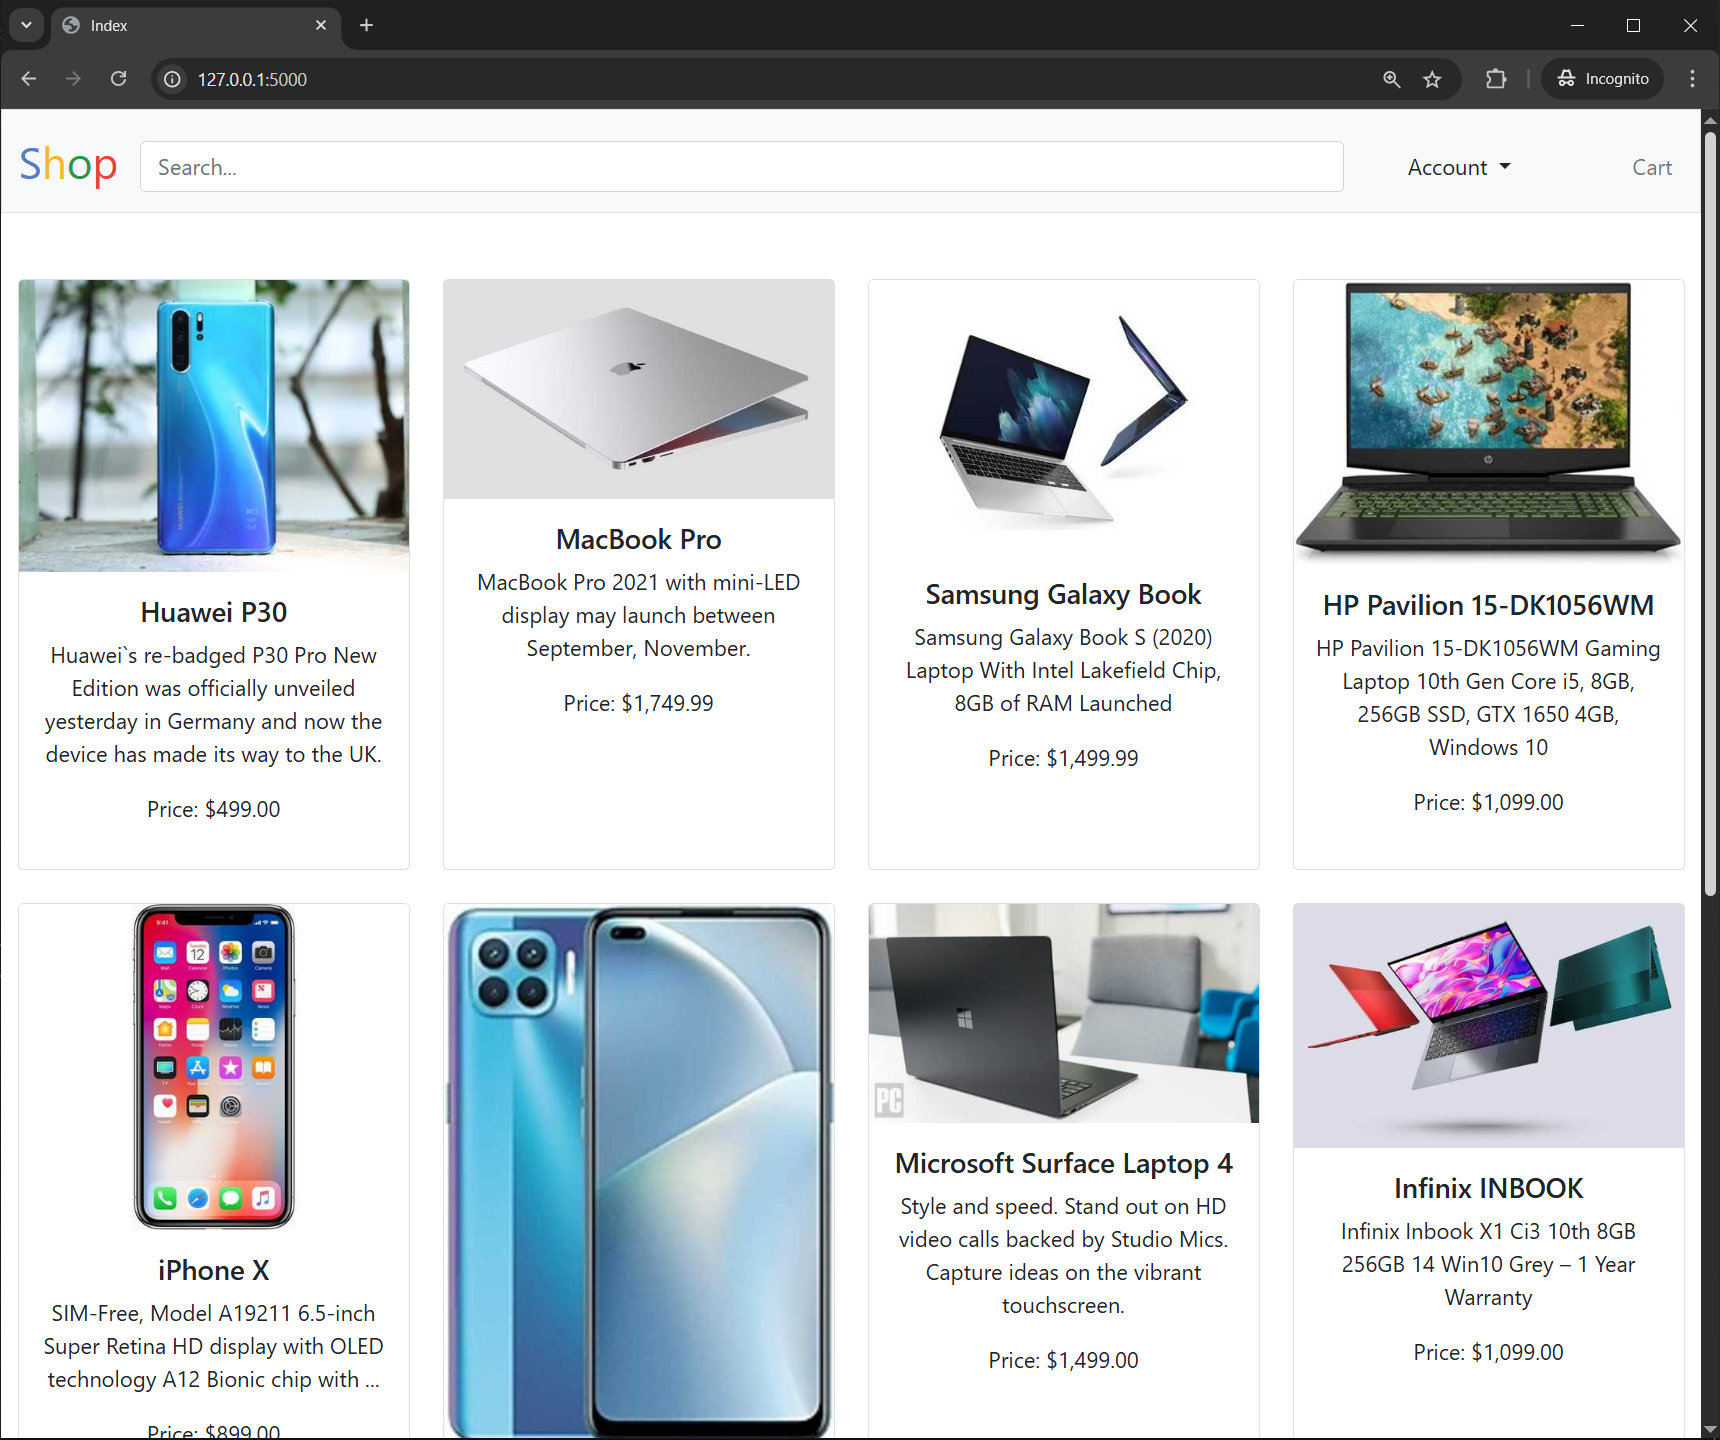 Index
127.0.0.1:5000
Incognito
Shop
Search...
Account
Cart
Huawei P30
Huawei`s re-badged P30 Pro New
Edition was officially unveiled
yesterday in Germany and now the
device has made its way to the UK.
Price: $499.00
MacBook Pro
MacBook Pro 2021 with mini-LED
display may launch between
September, November.
Price: $1,749.99
Samsung Galaxy Book
Samsung Galaxy Book S (2020)
Laptop With Intel Lakefield Chip,
8GB of RAM Launched
Price: $1,499.99
HP Pavilion 15-DK1056WM
HP Pavilion 15-DK1056WM Gaming
Laptop 10th Gen Core i5, 8GB,
256GB SSD, GTX 1650 4GB,
Windows 10
Price: $1,099.00
9:41
12
iPhone X
SIM-Free, Model A19211 6.5-inch
Super Retina HD display with OLED
technology A12 Bionic chip with ...
Price: $899.00
PC
Microsoft Surface Laptop 4
Style and speed. Stand out on HD
video calls backed by Studio Mics.
Capture ideas on the vibrant
touchscreen.
Price: $1,499.00
Infinix INBOOK
Infinix Inbook X1 Ci3 10th 8GB
256GB 14 Win10 Grey – 1 Year
Warranty
Price: $1,099.00